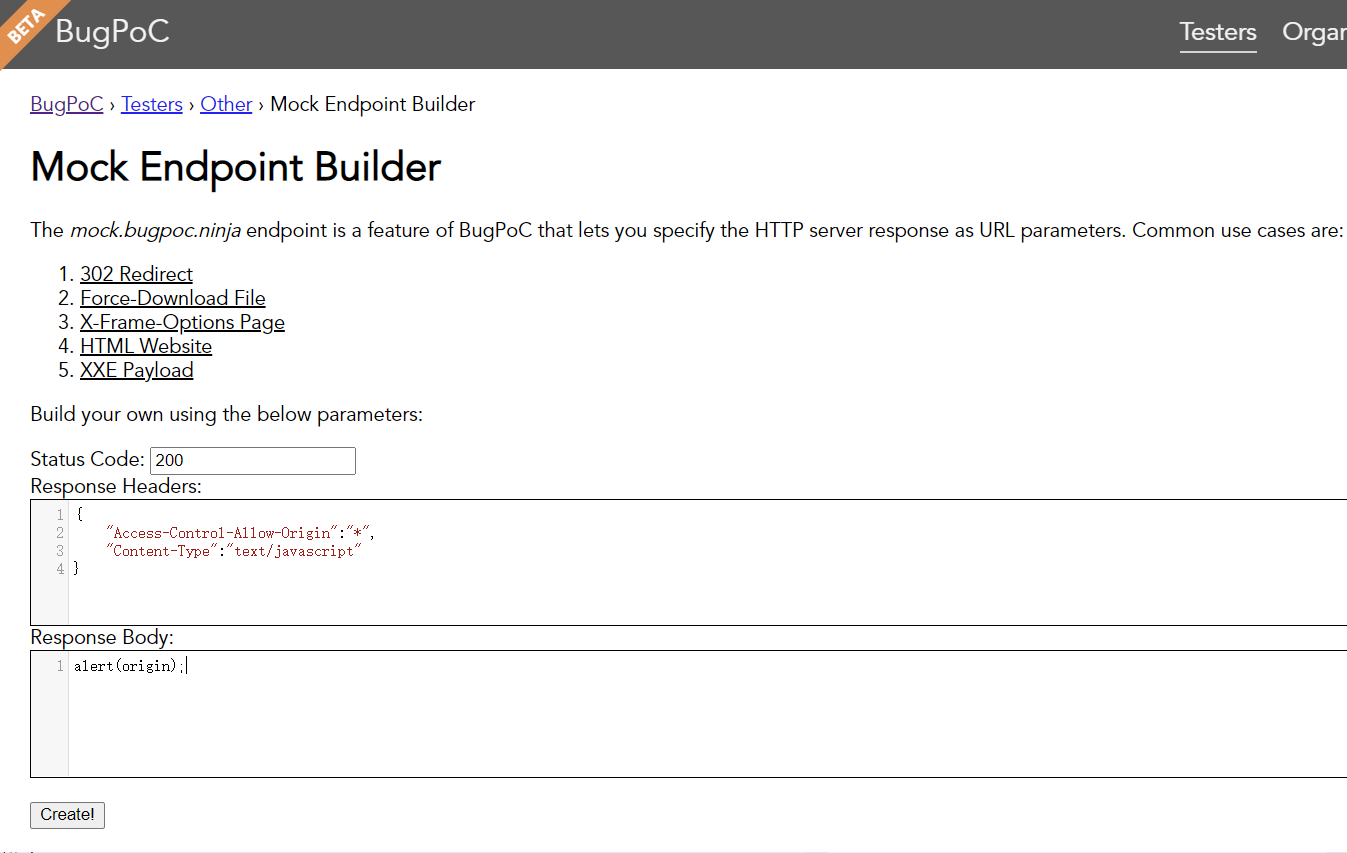 BETA
BugPoC
Testers Organ
BugPoC › Testers › Other › Mock Endpoint Builder
Mock Endpoint Builder
The mock.bugpoc.ninja endpoint is a feature of BugPoC that lets you specify the HTTP server response as URL parameters. Common use cases are:
1. 302 Redirect
2. Force-Download File
3. X-Frame-Options Page
4. HTML Website
5. XXE Payload
Build your own using the below parameters:
Status Code: 200
Response Headers:
1 {
2 "Access-Control-Allow-Origin":"*",
3 "Content-Type":"text/javascript"
4 }
Response Body:
1 alert(origin);
Create!